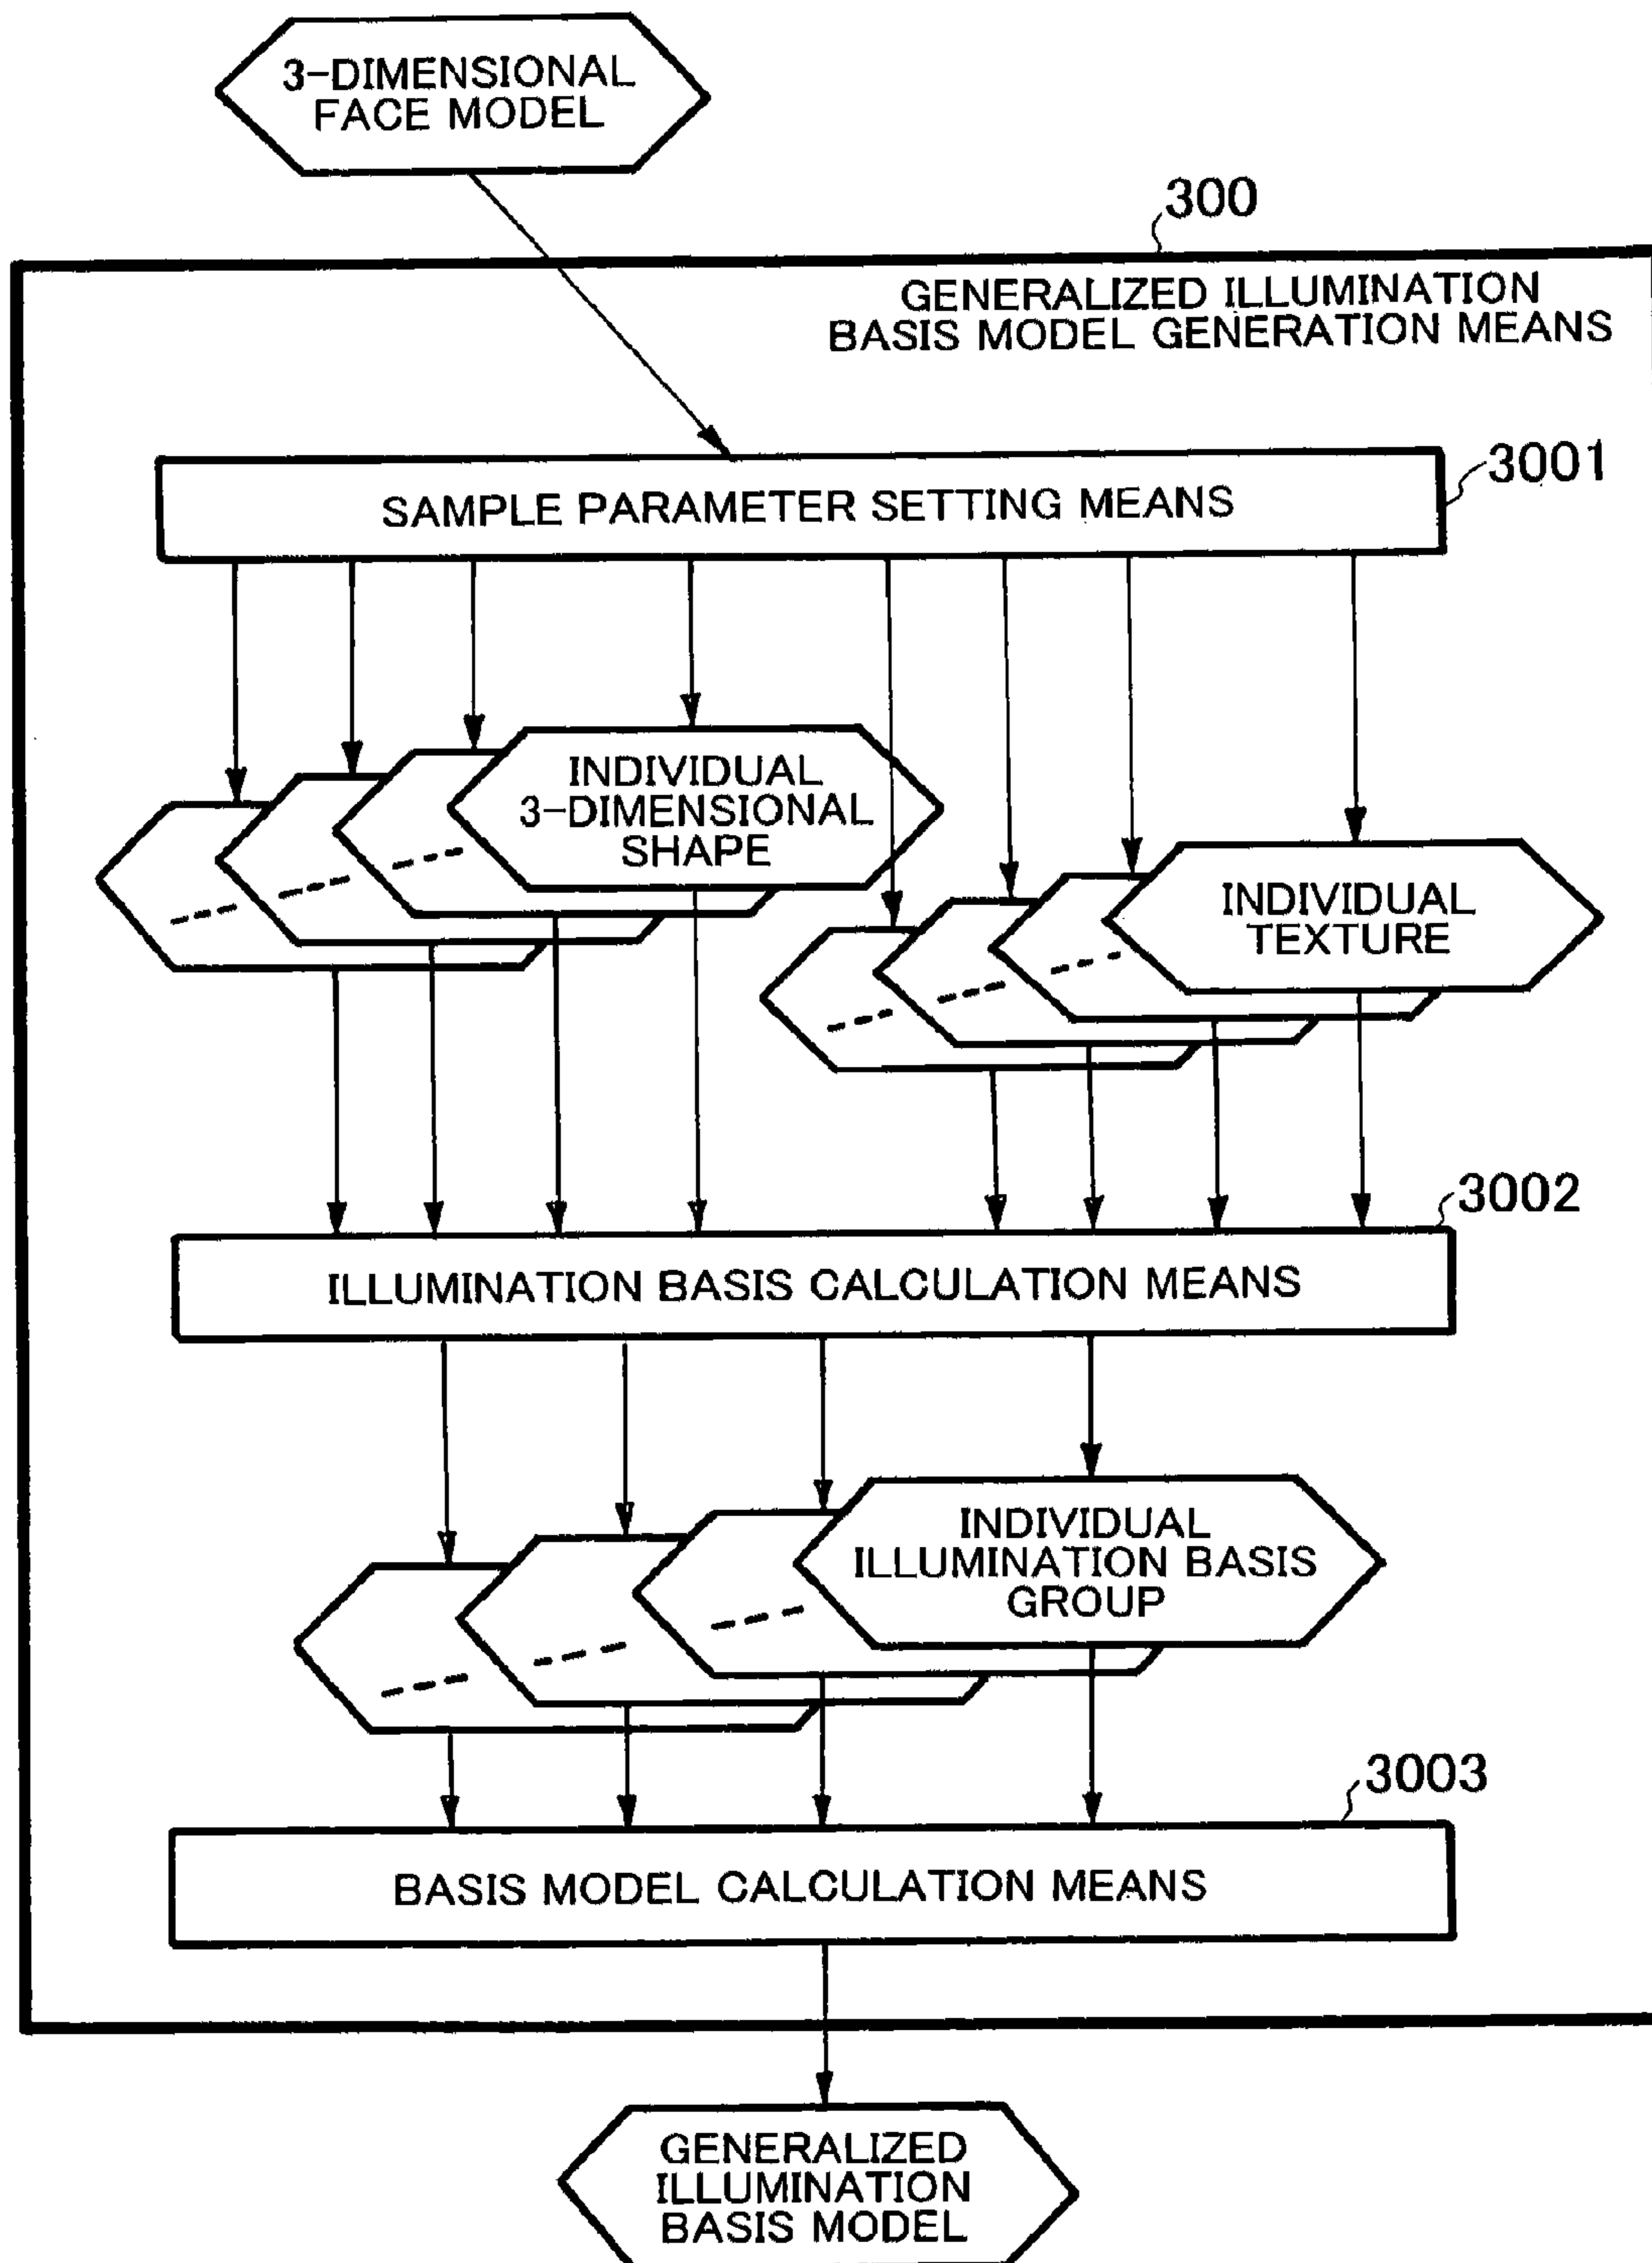 3-DIMENSIONAL
FACE MODEL
300
GENERALIZED ILLUMINATION
BASIS MODEL GENERATION MEANS
3001
SAMPLE PARAMETER SETTING MEANS
INDIVIDUAL
3-DIMENSIONAL
SHAPE
INDIVIDUAL
TEXTURE
3002
ILLUMINATION BASIS CALCULATION MEANS
INDIVIDUAL
ILLUMINATION BASIS
GROUP
3003
BASIS MODEL CALCULATION MEANS
GENERALIZED
ILLUMINATION
BASIS MODEL